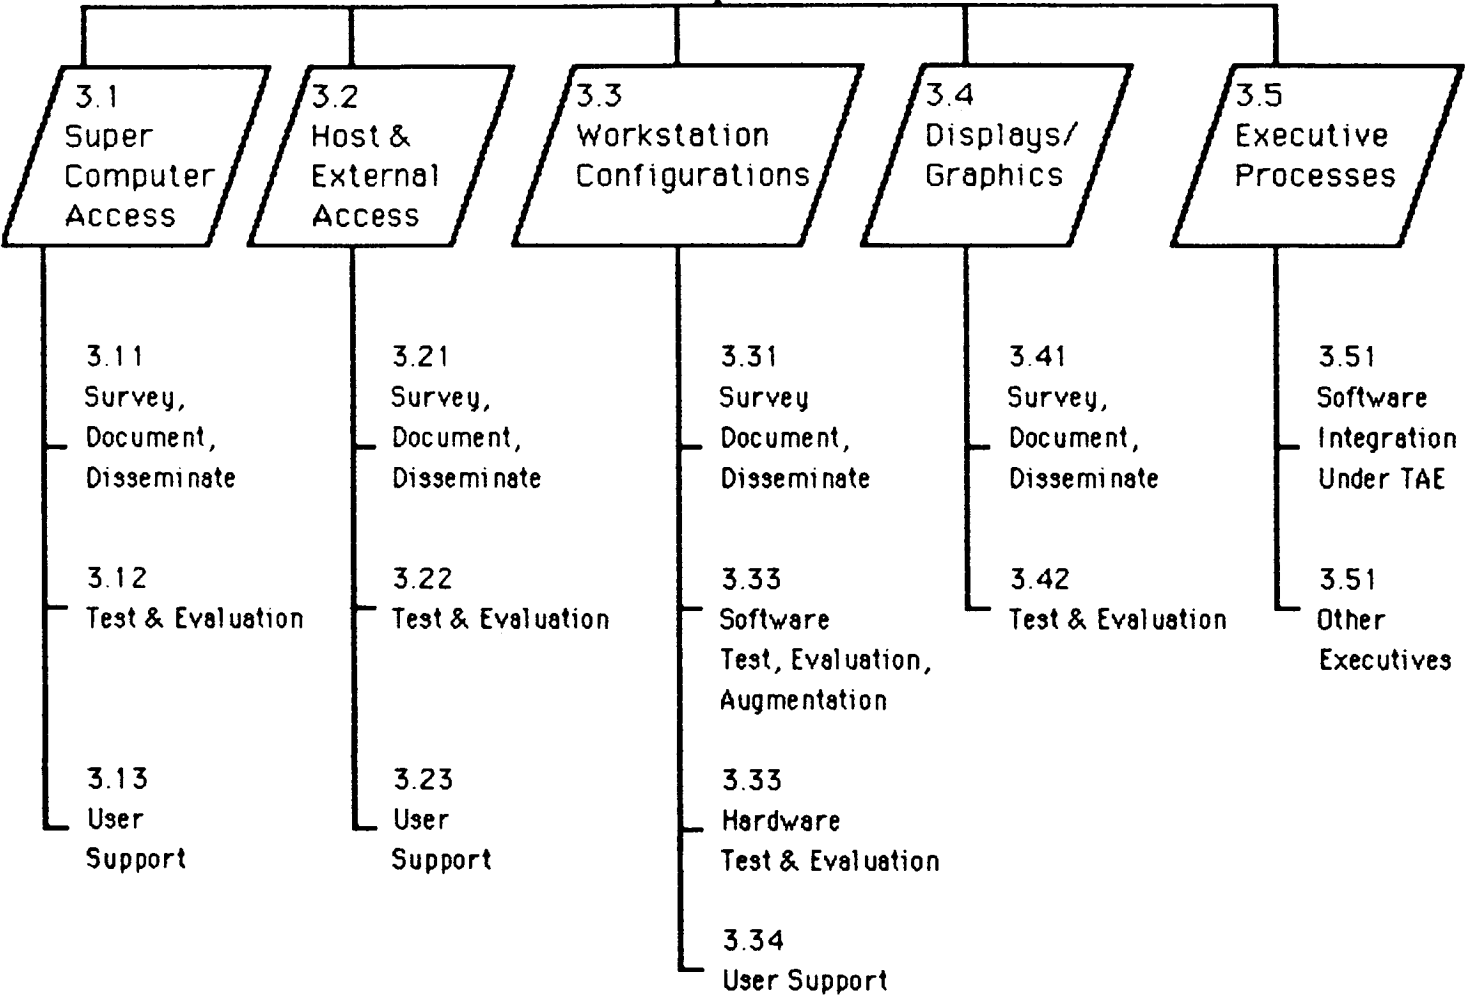 3.1
Super
Computer
Access
3.2
Host &
External
Access
3.3
Workstation
Configurations
3.4
Displays/
Graphics
3.5
Executive
Processes
3.11
Survey,
Document,
Disseminate
3.12
Test & Evaluation
3.13
User
Support
3.21
Survey,
Document,
Disseminate
3.22
Test & Evaluation
3.23
User
Support
3.31
Survey
Document,
Disseminate
3.33
Software
Test, Evaluation,
Augmentation
3.33
Hardware
Test & Evaluation
3.34
User Support
3.41
Survey,
Document,
Disseminate
3.42
Test & Evaluation
3.51
Software
Integration
Under TAE
3.51
Other
Executives